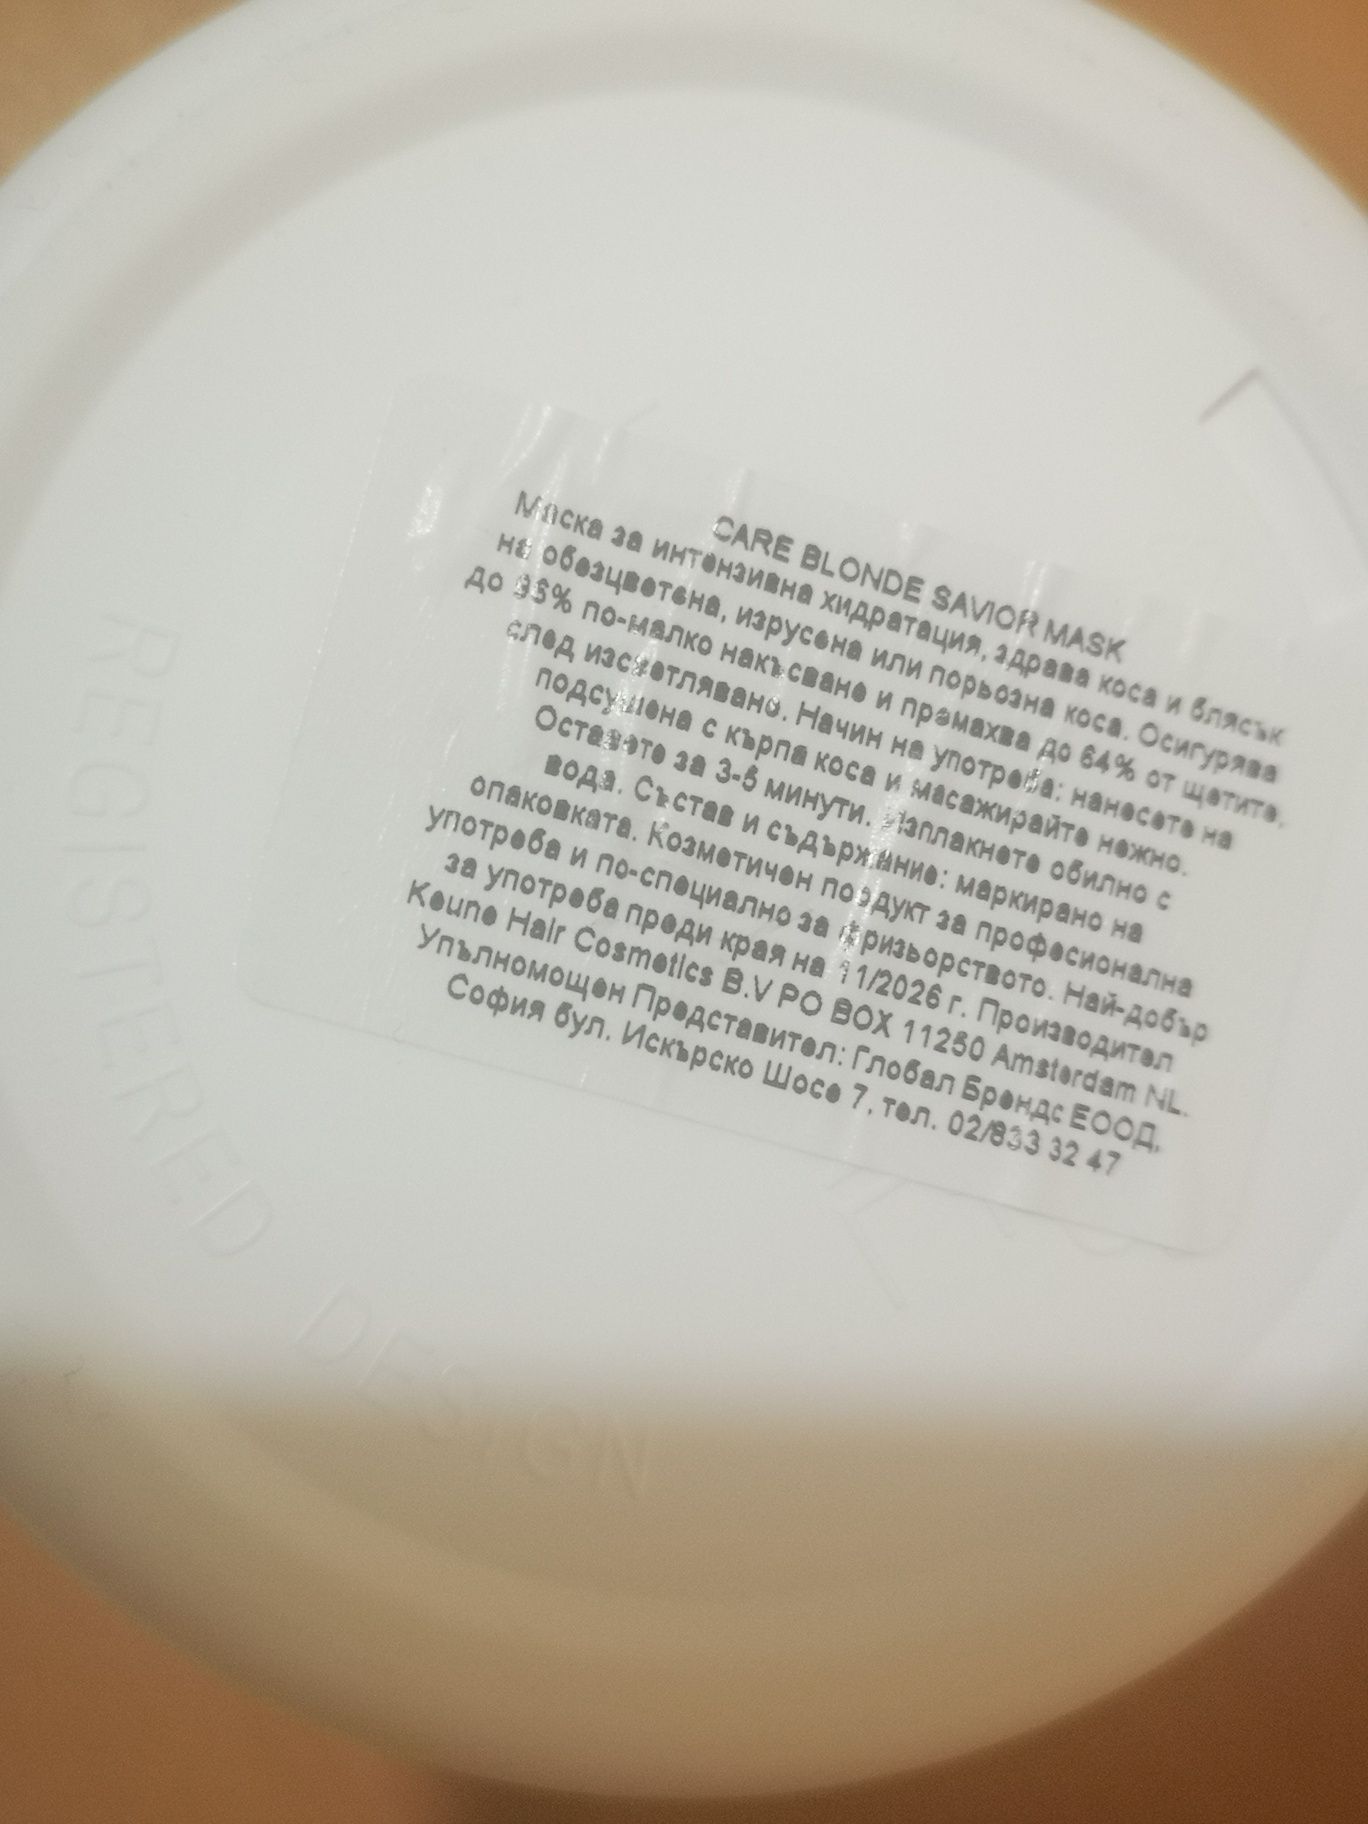 CARE BLONDE SAVIOR MASK
Маска за интензивна хидратация, здрава коса и блясък
на обезцветена, изрусена или порьозна коса. Осигурява
до % по-малко накъсване и премахва до 64% от щетите,
след изсветляване. Начин на употреба: нанесете на
подсушена с кърпа коса и масажирайте нежно.
Оставете за 3-5 минути. Изплакнете обилно с
вода. Състав и съдържание: маркирано на
опаковката. Козметичен за професионална
употреба и по-специално за фризьорството. Най-добър
за употреба преди края на 11/2026 г. Производител
Keune Hair Cosmetics B.V PO BOX 11250 Amsterdam NL.
Упълномощен Представител: Глобал Брендс ЕООД,
София бул. Искърско Шосе 7, тел. 02/833 32 47
REGISTERED DESIGN